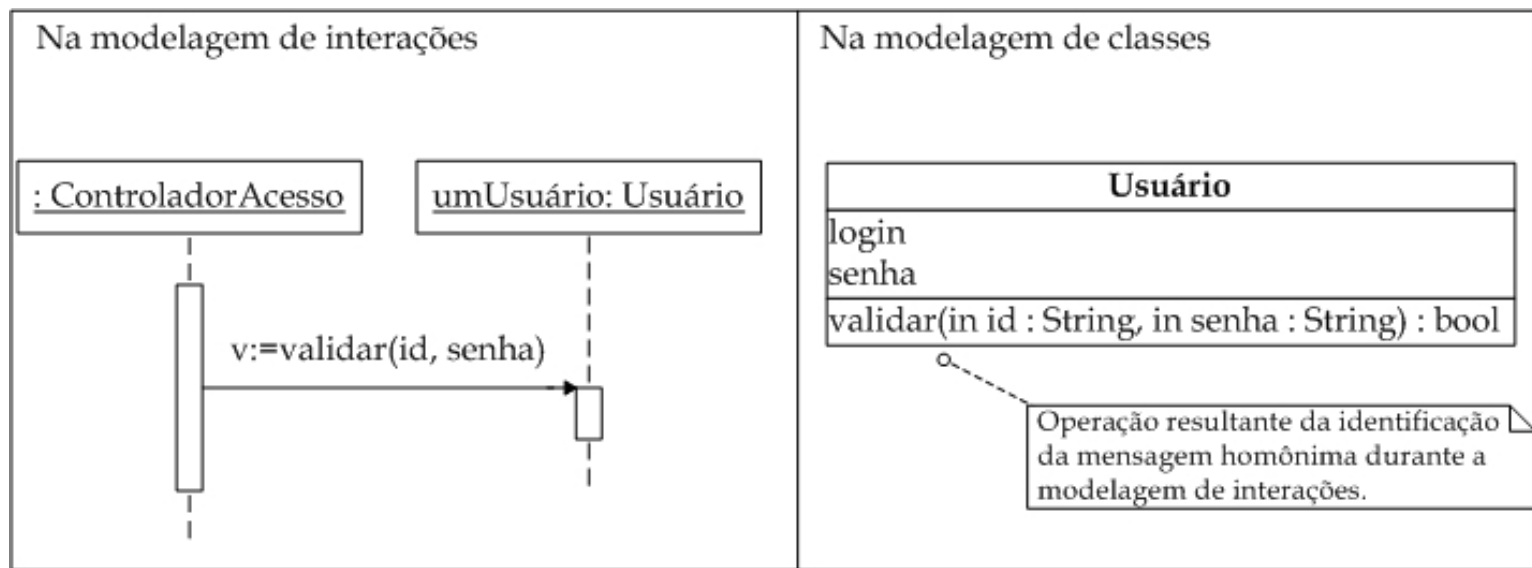 Na modelagem de interações
: ControladorAcesso
umUsuário: Usuário
v:=validar(id, senha)
Na modelagem de classes
Usuário
login
senha
validar(in id : String, in senha : String) : bool
Operação resultante da identificação
da mensagem homônima durante a
modelagem de interações.